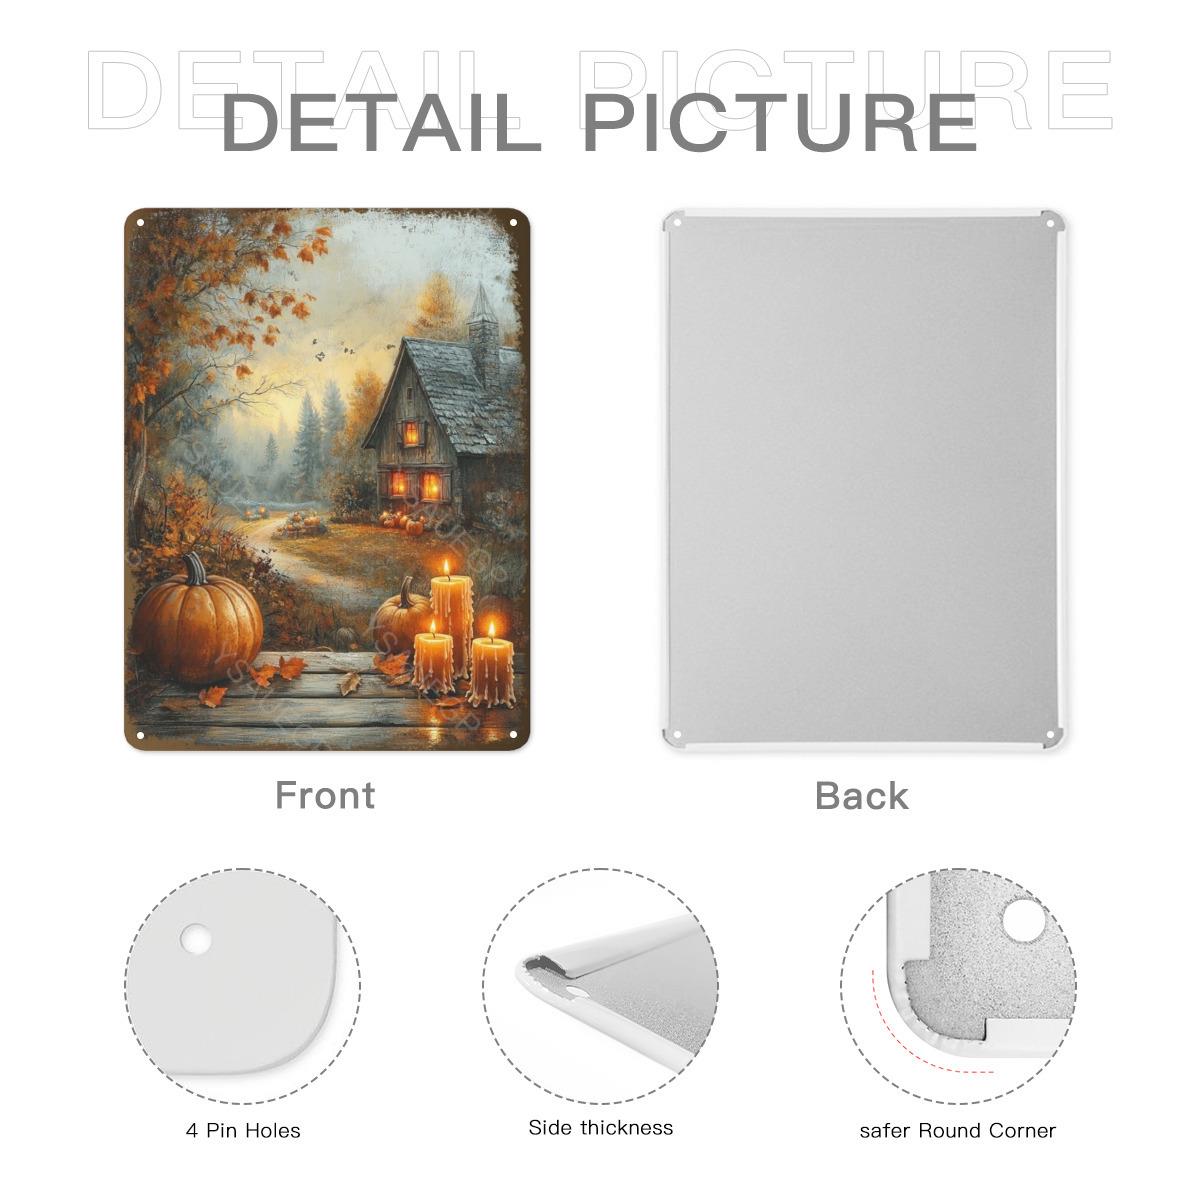 DETAIL PICTURE
DETAIL PICTURE
Front
Back
4 Pin Holes
Side thickness
safer Round Corner